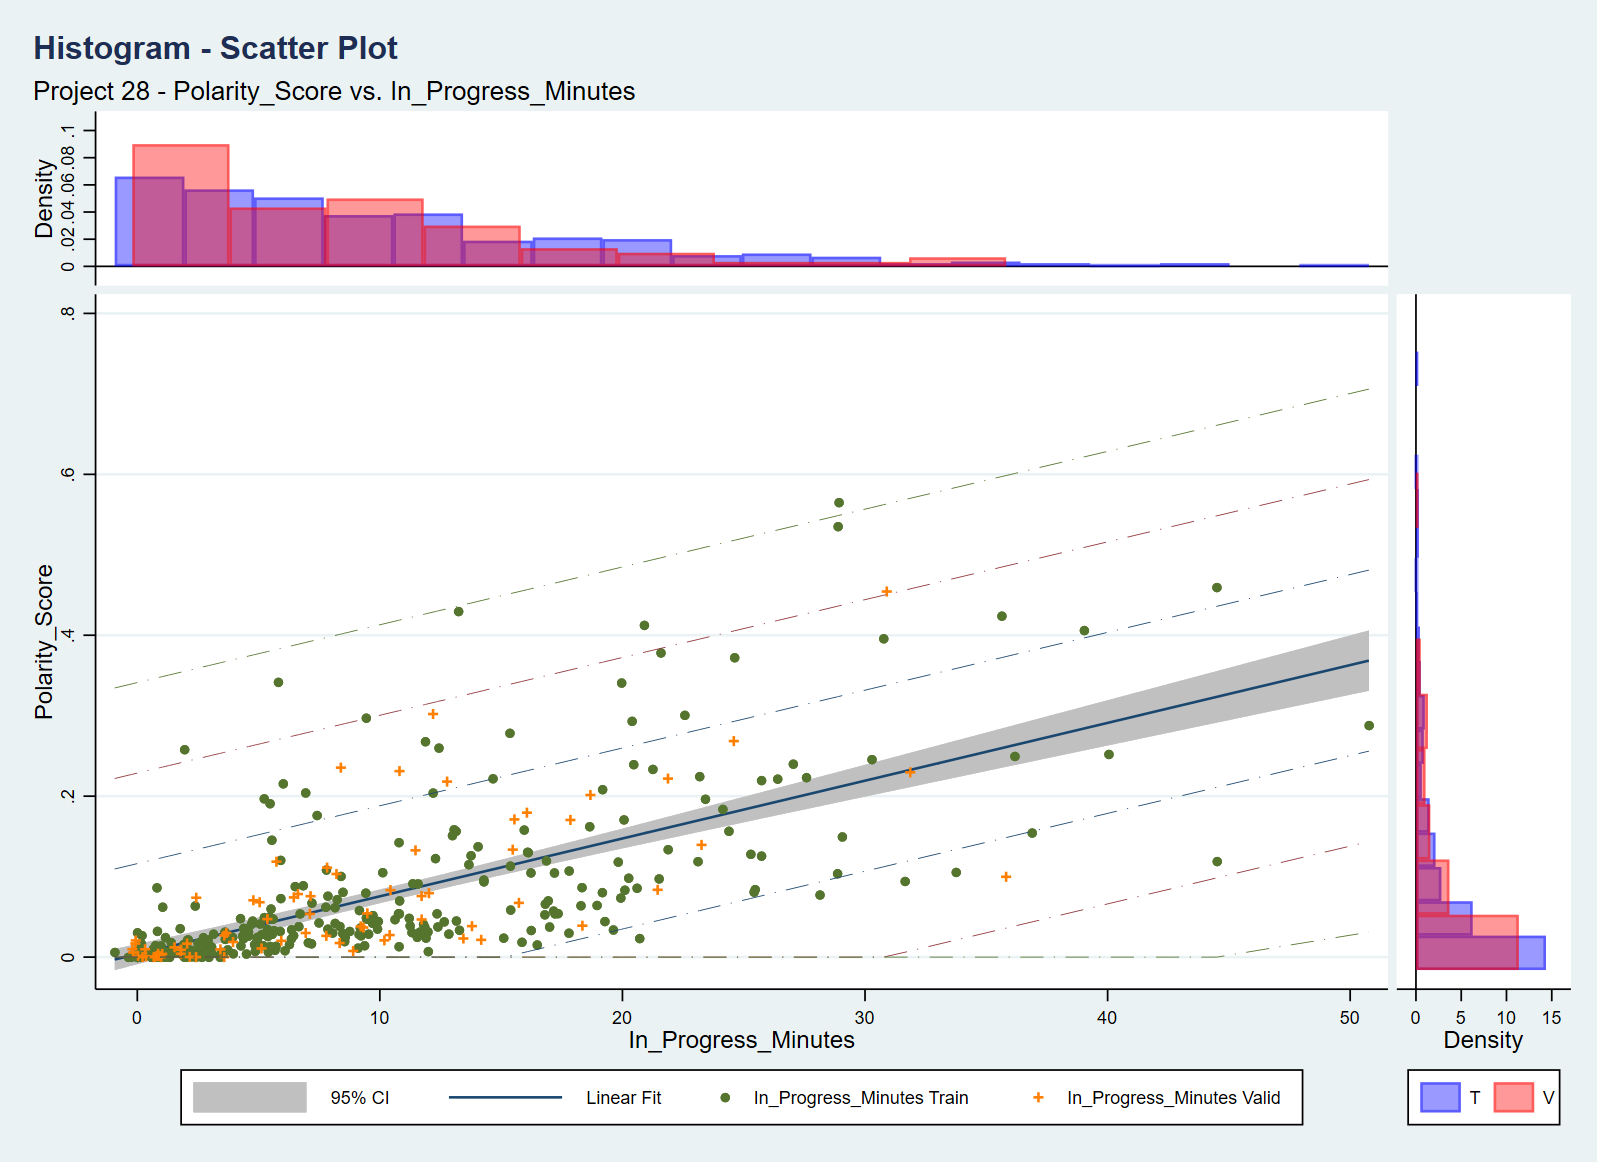 Histogram - Scatter Plot
Project 28 - Polarity_Score vs. In_Progress_Minutes
Density
0 .02 .04 .06 .08 .1
Polarity_Score
.8
.6
.4
.2
0
0 10 20 30 40 50
In_Progress_Minutes
0 5 10 15
Density
95% CI Linear Fit In_Progress_Minutes Train In_Progress_Minutes Valid
T V